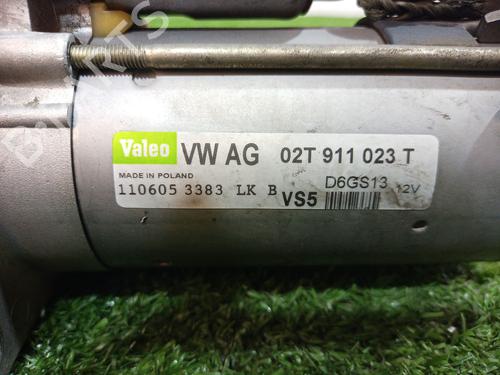 Valeo VW AG 02T 911 023 T
MADE IN POLAND
110605 3383 LK B VS5 D6GS13 12V